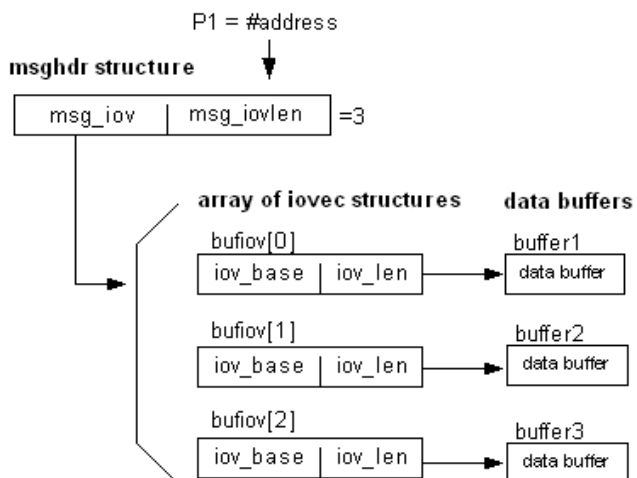 P1 = #address
msghdr structure
msg_iov msg_iovlen =3
array of iovec structures data buffers
bufiov[0] buffer1
iov_base iov_len data buffer
bufiov[1] buffer2
iov_base iov_len data buffer
bufiov[2] buffer3
iov_base iov_len data buffer